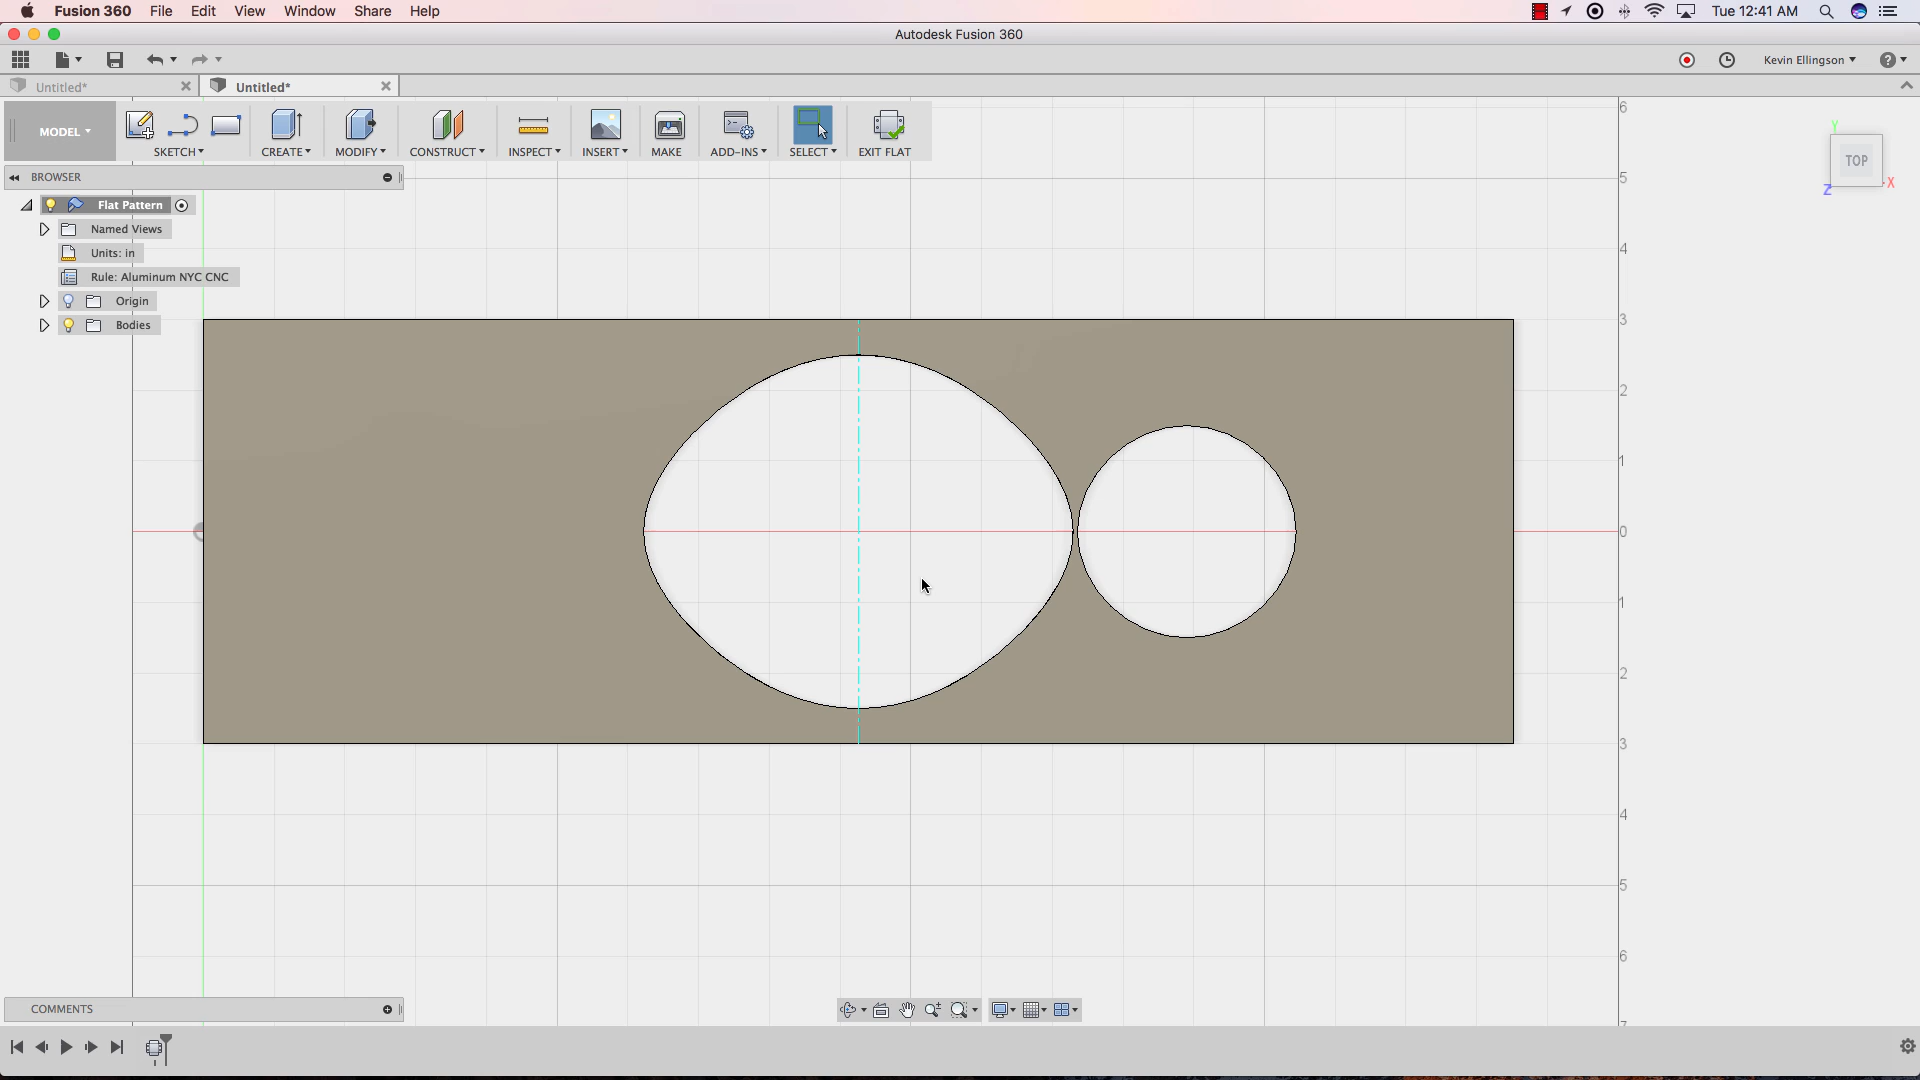 Fusion 360 File Edit View Window Share Help Tue 12:41 AM
Autodesk Fusion 360
Kevin Ellingson ?
Untitled* Untitled*
MODEL SKETCH CREATE MODIFY CONSTRUCT INSPECT INSERT MAKE ADD-INS SELECT EXIT FLAT
BROWSER
Flat Pattern
Named Views
Units: in
Rule: Aluminum NYC CNC
Origin
Bodies
TOP
Y
X
Z
6
5
4
3
2
1
0
1
2
3
4
5
6
7
COMMENTS